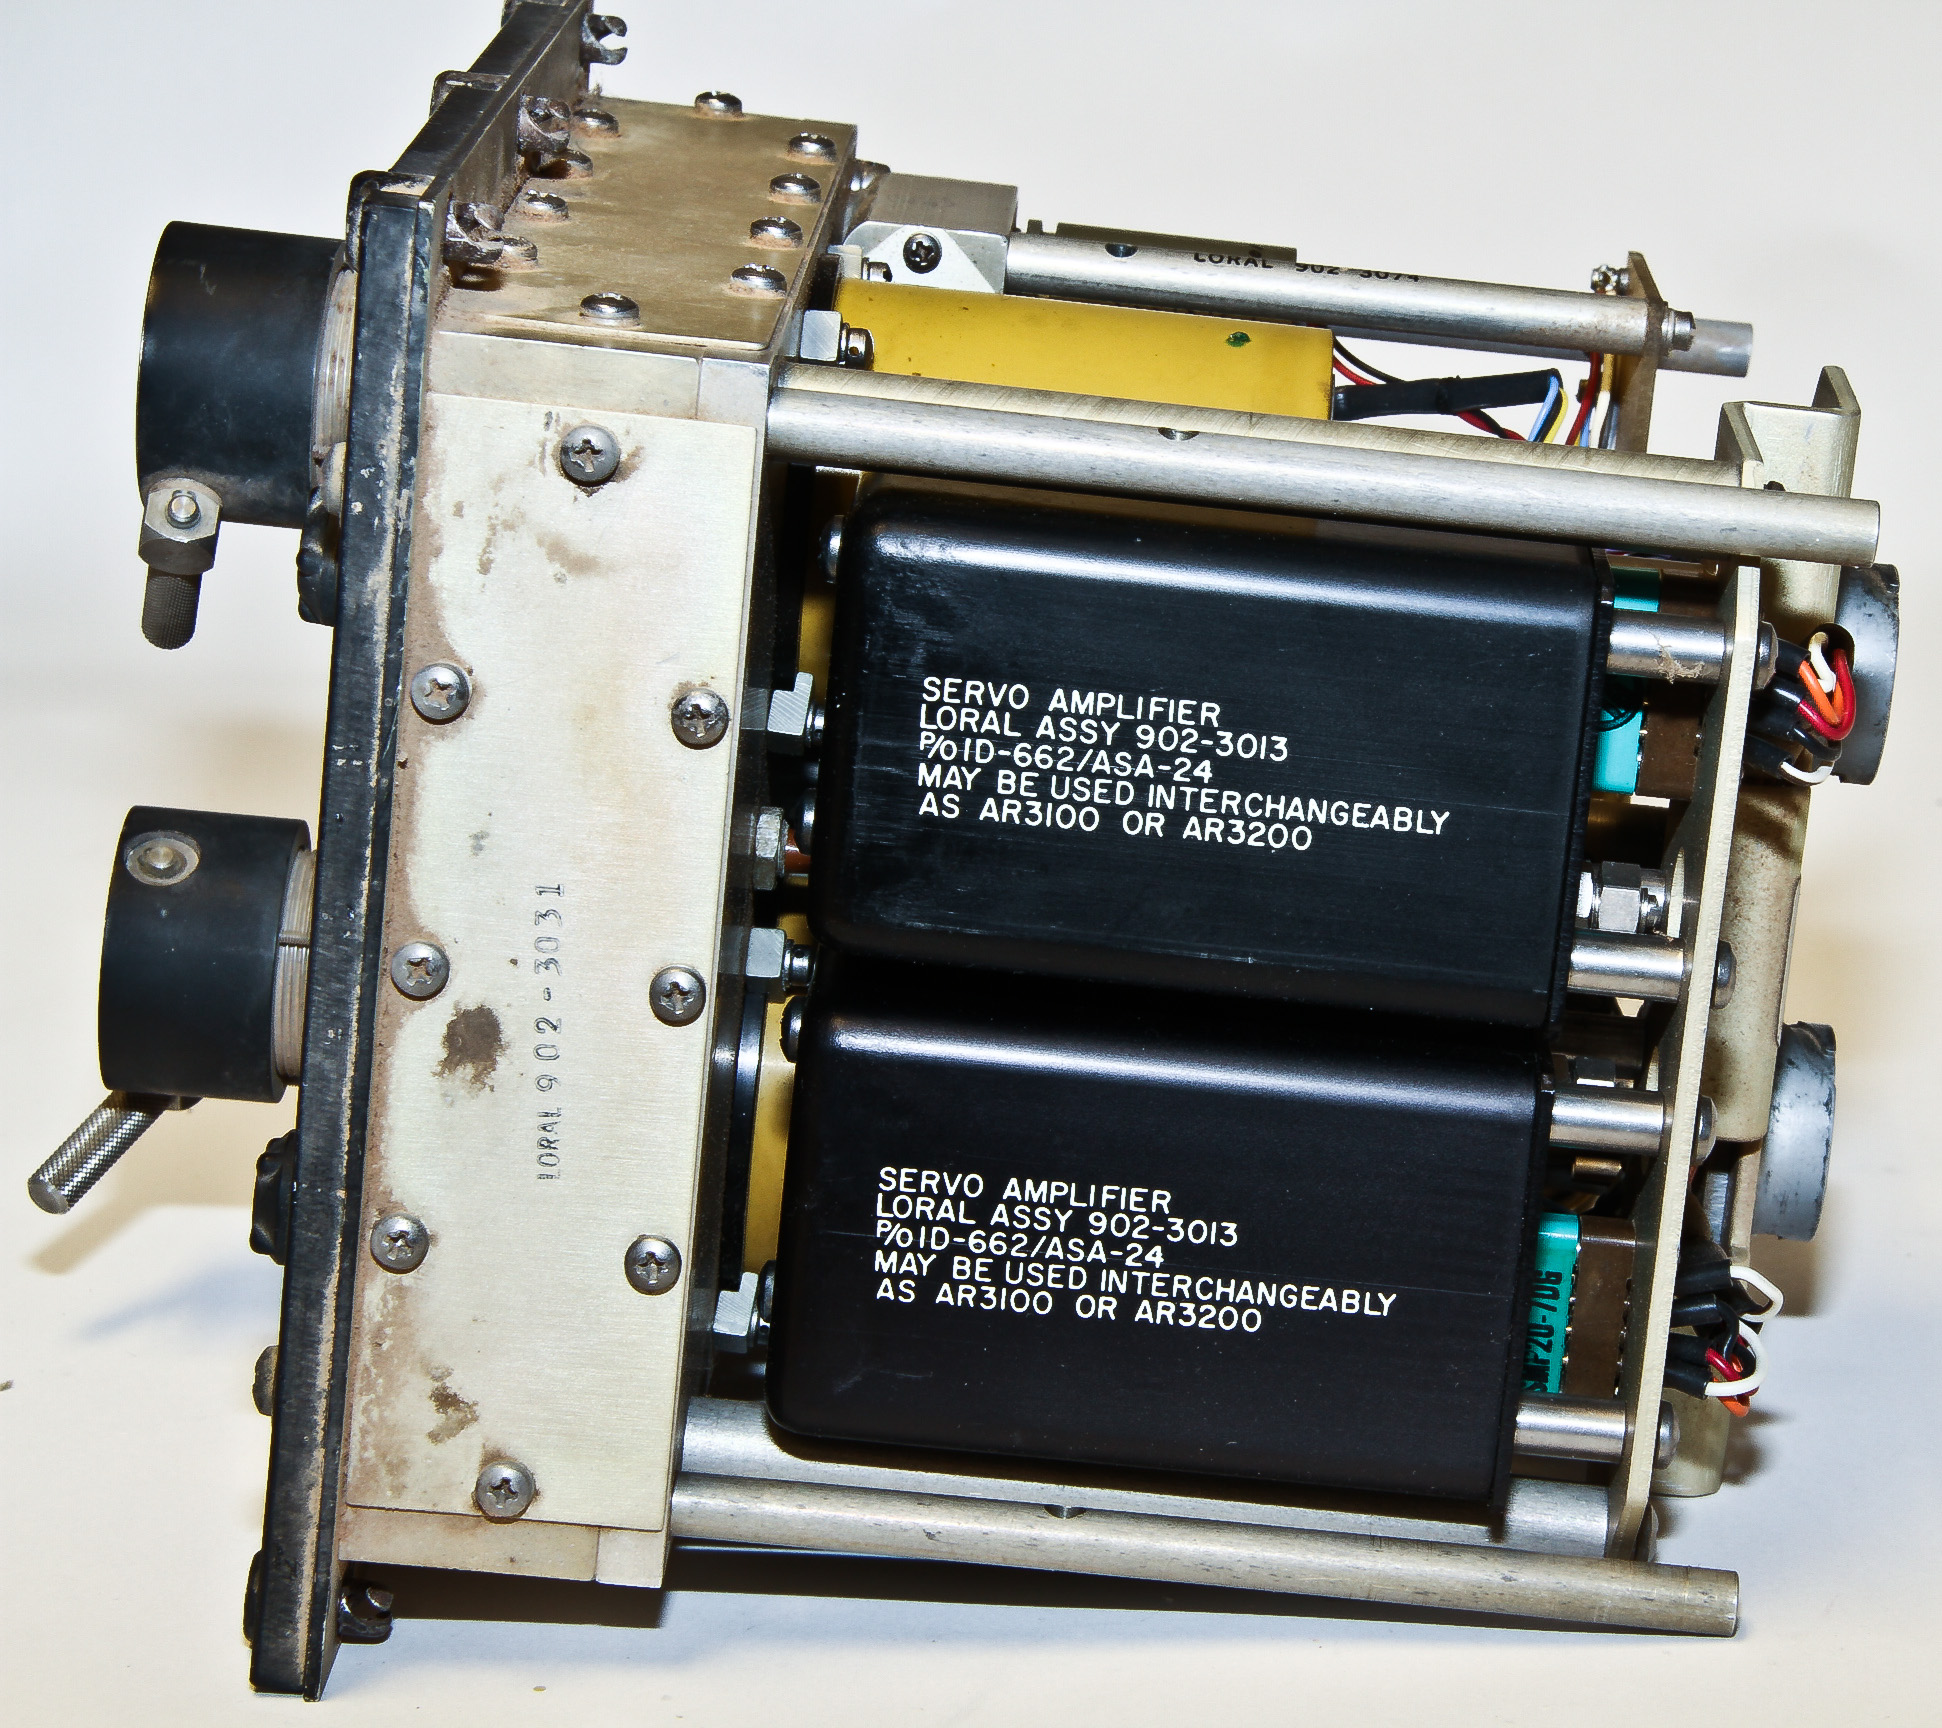 LORAL 902-3074
SERVO AMPLIFIER
LORAL ASSY 902-3013
P/O ID-662/ASA-24
MAY BE USED INTERCHANGEABLY
AS AR3100 OR AR3200
LORAL 902-3031
SERVO AMPLIFIER
LORAL ASSY 902-3013
P/O ID-662/ASA-24
MAY BE USED INTERCHANGEABLY
AS AR3100 OR AR3200